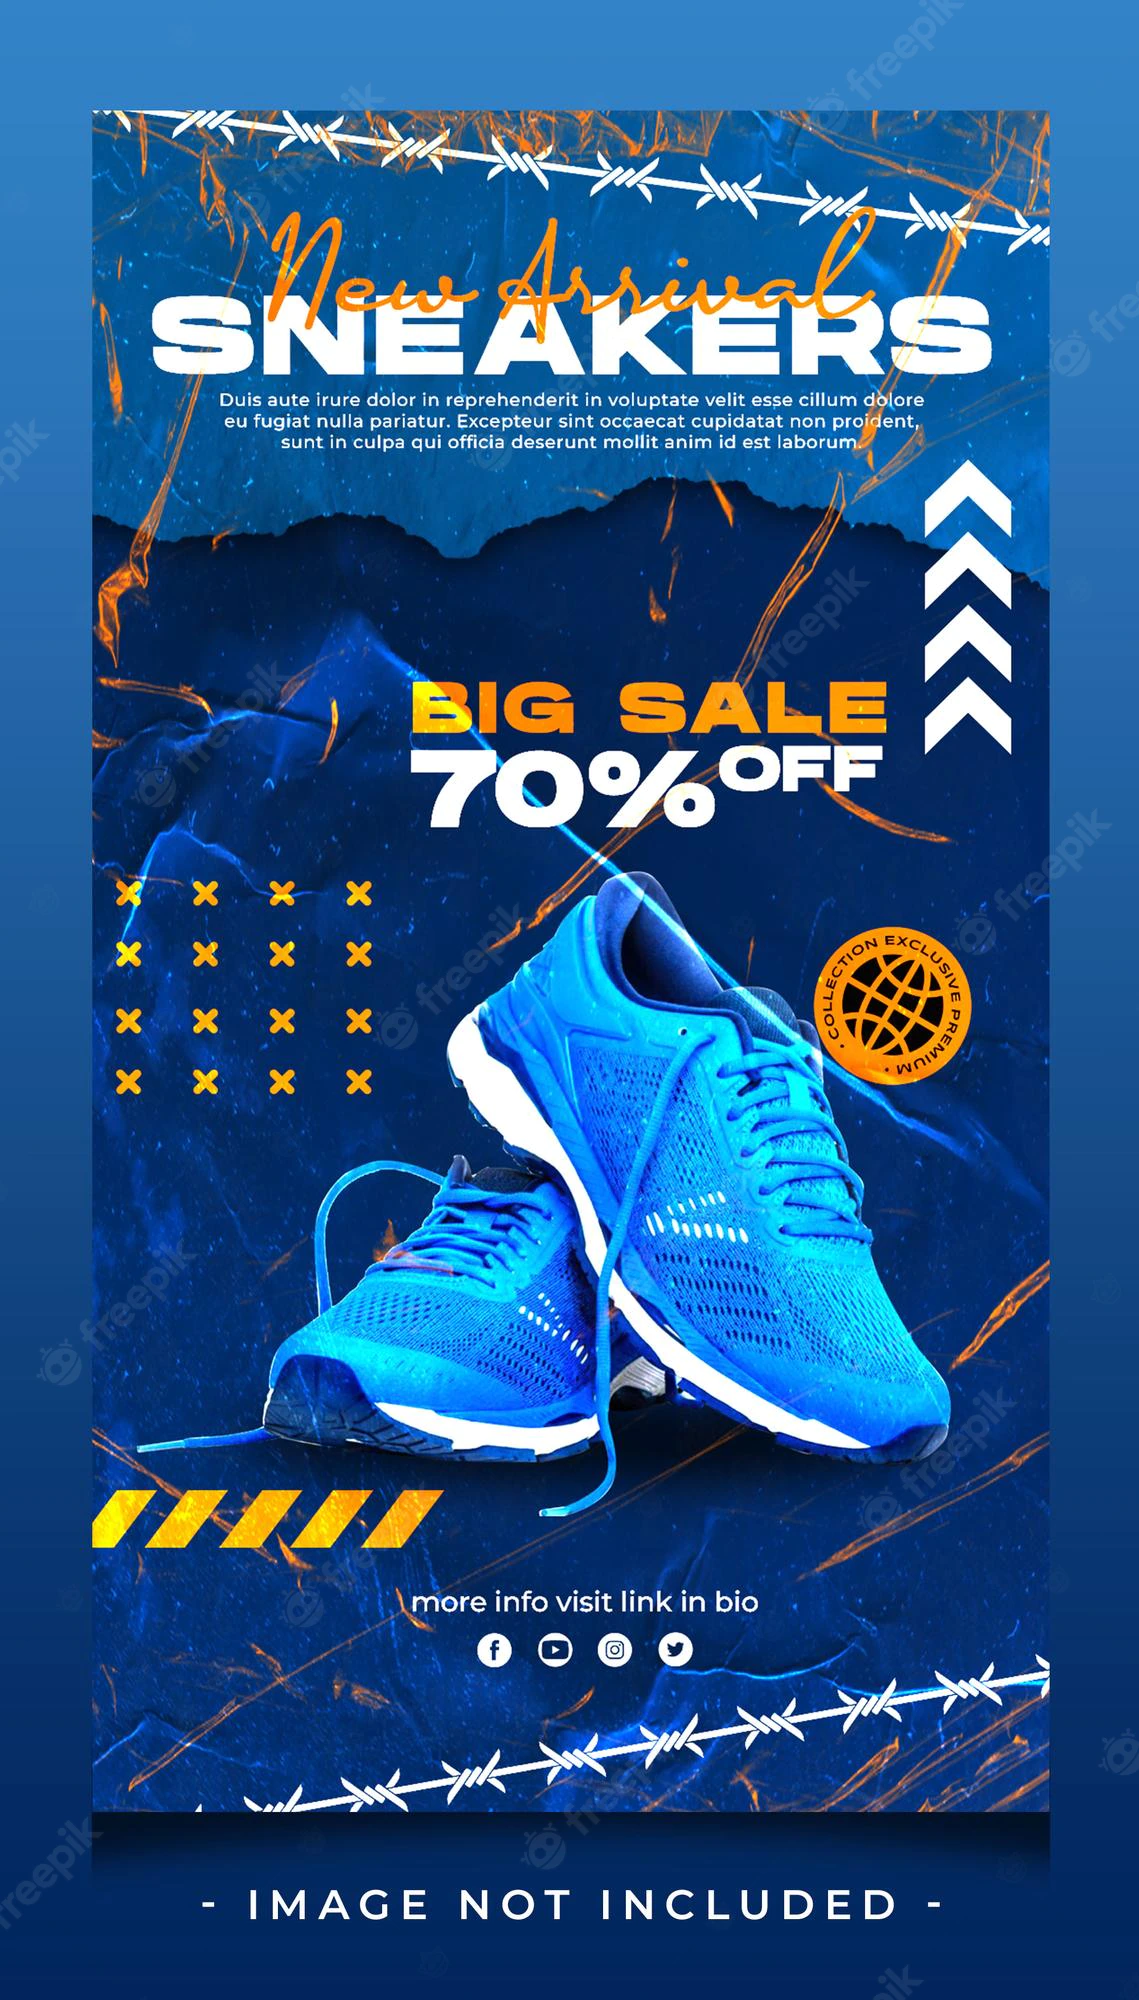 New Arrival
SNEAKERS
Duis aute irure dolor in reprehenderit in voluptate velit esse cillum dolore
eu fugiat nulla pariatur. Excepteur sint occaecat cupidatat non proident,
sunt in culpa qui officia deserunt mollit anim id est laborum.
BIG SALE
70% OFF
• COLLECTION EXCLUSIVE PREMIUM •
more info visit link in bio
- IMAGE NOT INCLUDED -
freepik